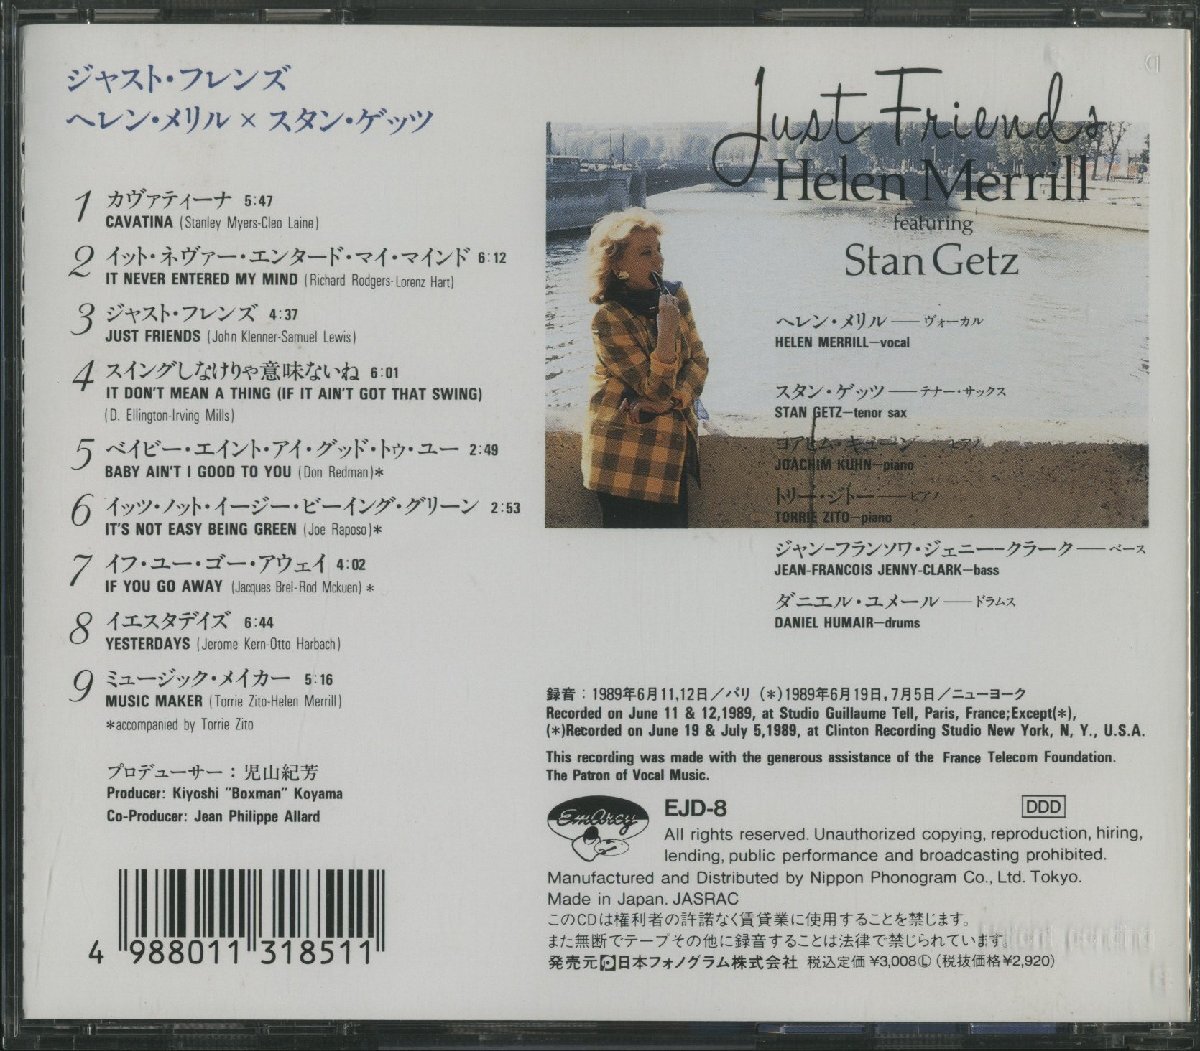 ジャスト・フレンズ
ヘレン・メリル × スタン・ゲッツ
1 カヴァティーナ 5:47
CAVATINA (Stanley Myers-Cleo Laine)
2 イット・ネヴァー・エンタード・マイ・マインド 6:12
IT NEVER ENTERED MY MIND (Richard Rodgers-Lorenz Hart)
3 ジャスト・フレンズ 4:37
JUST FRIENDS (John Klenner-Samuel Lewis)
4 スイングしなけりゃ意味ないね 6:01
IT DON'T MEAN A THING (IF IT AIN'T GOT THAT SWING)
(D. Ellington-Irving Mills)
5 ベイビー・エイント・アイ・グッド・トゥ・ユー 2:49
BABY AIN'T I GOOD TO YOU (Don Redman)*
6 イッツ・ノット・イージー・ビーイング・グリーン 2:53
IT'S NOT EASY BEING GREEN (Joe Raposo)*
7 イフ・ユー・ゴー・アウェイ 4:02
IF YOU GO AWAY (Jacques Brel-Rod Mckuen)*
8 イエスタデイズ 6:44
YESTERDAYS (Jerome Kern-Otto Harbach)
9 ミュージック・メイカー 5:16
MUSIC MAKER (Torrie Zito-Helen Merrill)
*accompanied by Torrie Zito
プロデューサー：児山紀芳
Producer: Kiyoshi "Boxman" Koyama
Co-Producer: Jean Philippe Allard
4 988011 318511
Just Friends
Helen Merrill
featuring
Stan Getz
ヘレン・メリル——ヴォーカル
HELEN MERRILL—vocal
スタン・ゲッツ——テナー・サックス
STAN GETZ—tenor sax
ヨアヒム・キューン——ピアノ
JOACHIM KUHN—piano
トリー・ジトー——ピアノ
TORRIE ZITO—piano
ジャン-フランソワ・ジェニー-クラーク——ベース
JEAN-FRANCOIS JENNY-CLARK—bass
ダニエル・ユメール——ドラムス
DANIEL HUMAIR—drums
録音：1989年6月11,12日／パリ (*)1989年6月19日,7月5日／ニューヨーク
Recorded on June 11 & 12,1989, at Studio Guillaume Tell, Paris, France;Except(*),
(*)Recorded on June 19 & July 5,1989, at Clinton Recording Studio New York, N, Y., U.S.A.
This recording was made with the generous assistance of the France Telecom Foundation.
The Patron of Vocal Music.
EmArcy
EJD-8
DDD
All rights reserved. Unauthorized copying, reproduction, hiring,
lending, public performance and broadcasting prohibited.
Manufactured and Distributed by Nippon Phonogram Co., Ltd. Tokyo.
Made in Japan. JASRAC
このCDは権利者の許諾なく賃貸業に使用することを禁じます。
また無断でテープその他に録音することは法律で禁じられています。
発売元 日本フォノグラム株式会社 税込定価¥3,008Ⓛ(税抜価格¥2,920)